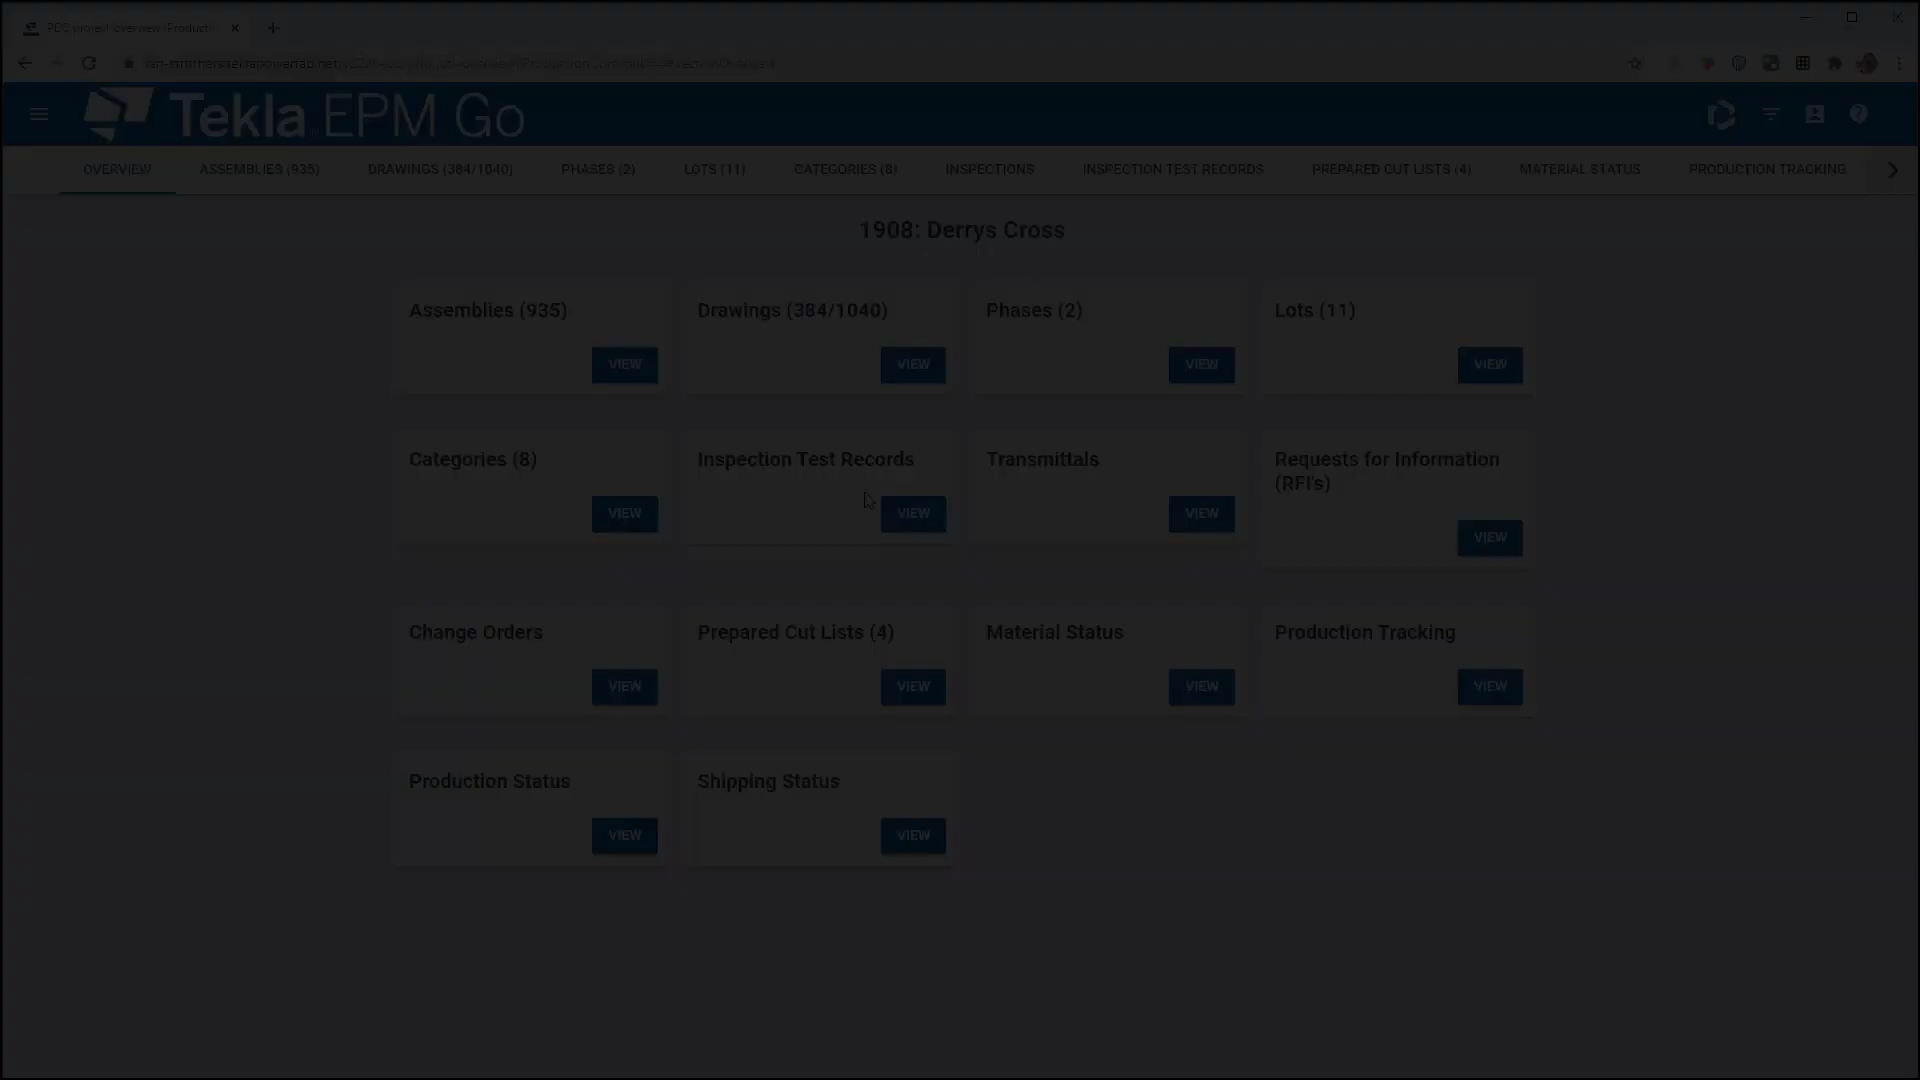 Tekla EPM Go
OVERVIEW
ASSEMBLIES (935)
DRAWINGS (384/1040)
PHASES (2)
LOTS (11)
CATEGORIES (8)
INSPECTIONS
INSPECTION TEST RECORDS
PREPARED CUT LISTS (4)
MATERIAL STATUS
PRODUCTION TRACKING
1908: Derrys Cross
Assemblies (935)
VIEW
Drawings (384/1040)
VIEW
Phases (2)
VIEW
Lots (11)
VIEW
Categories (8)
VIEW
Inspection Test Records
VIEW
Transmittals
VIEW
Requests for Information
(RFI's)
VIEW
Change Orders
VIEW
Prepared Cut Lists (4)
VIEW
Material Status
VIEW
Production Tracking
VIEW
Production Status
VIEW
Shipping Status
VIEW